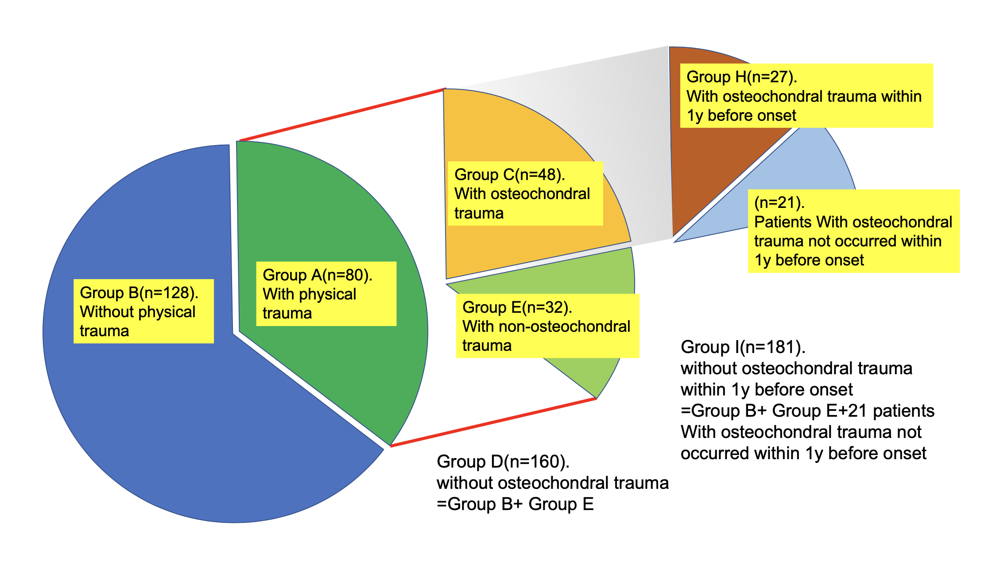 Group H(n=27).
With osteochondral trauma within
1y before onset
Group C(n=48).
With osteochondral
trauma
(n=21).
Patients With osteochondral
trauma not occurred within
1y before onset
Group B(n=128).
Without physical
trauma
Group A(n=80).
With physical
trauma
Group E(n=32).
With non-osteochondral
trauma
Group I(n=181).
without osteochondral trauma
within 1y before onset
=Group B+ Group E+21 patients
With osteochondral trauma not
occurred within 1y before onset
Group D(n=160).
without osteochondral trauma
=Group B+ Group E